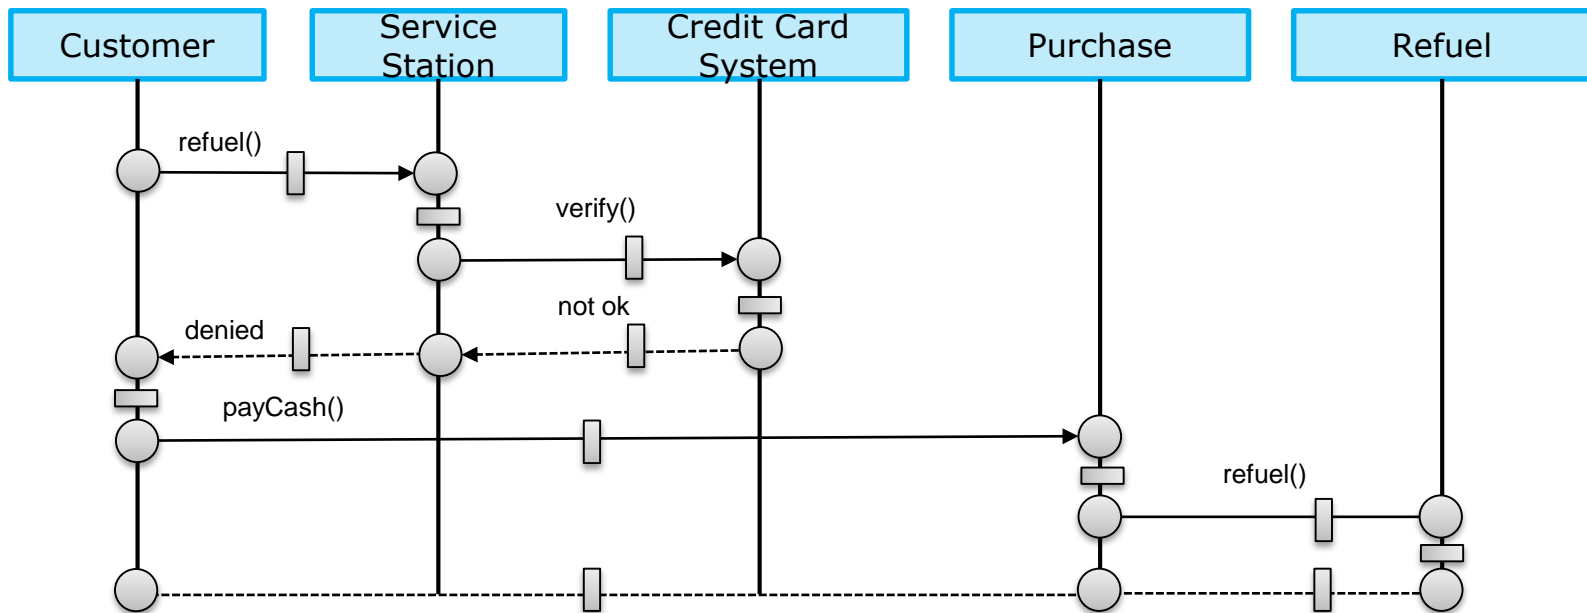 Customer
Service
Station
Credit Card
System
Purchase
Refuel
refuel()
verify()
not ok
denied
payCash()
refuel()